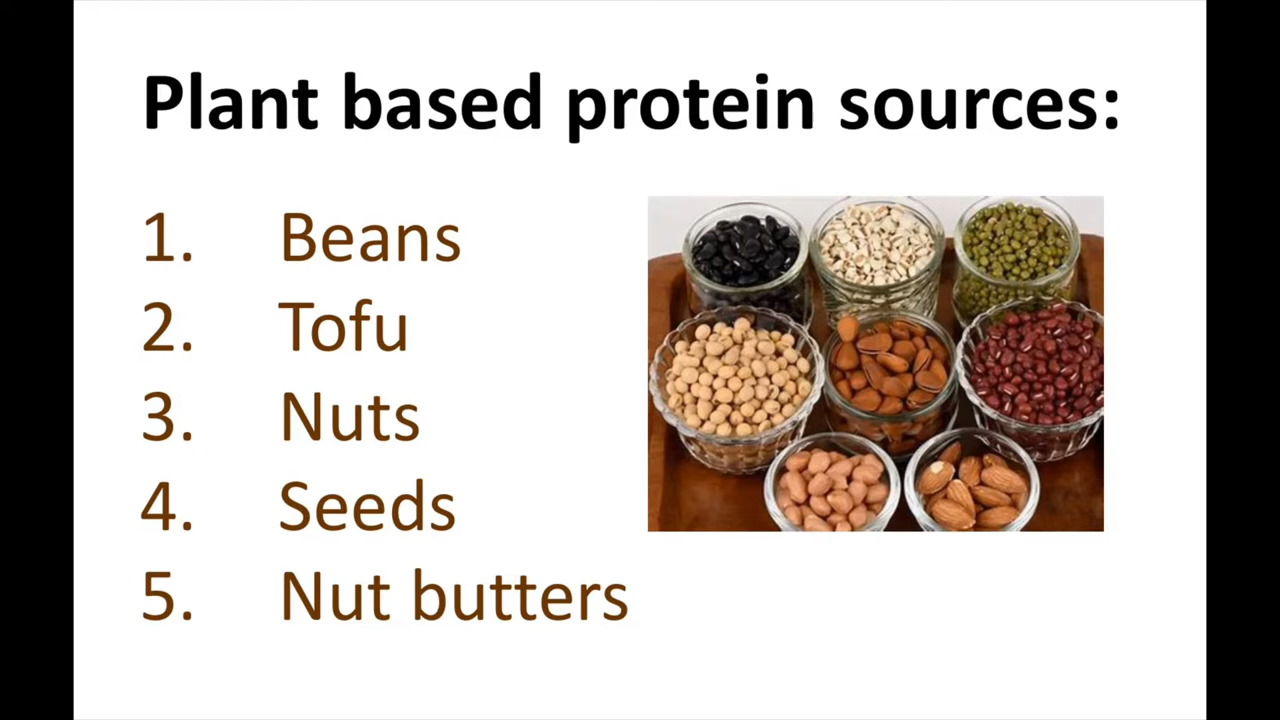 Plant based protein sources:
1. Beans
2. Tofu
3. Nuts
4. Seeds
5. Nut butters